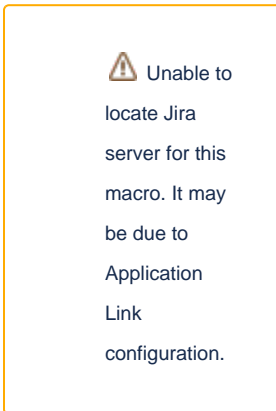 Unable to
locate Jira
server for this
macro. It may
be due to
Application
Link
configuration.